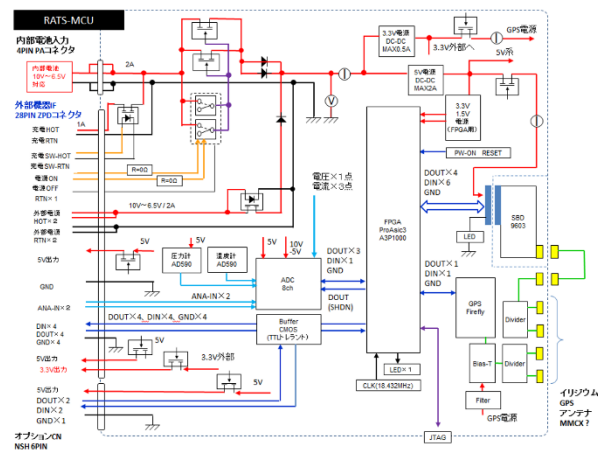 RATS-MCU
内部電池入力
4PIN PAコネクタ
内部電池
10V～6.5V
対応
2A
外部機器IF
28PIN ZPDコネクタ
充電HOT
1A
充電RTN
充電SW-HOT
充電SW-RTN
R=0Ω
電源ON
R=0Ω
電源OFF
RTN×1
外部電源
HOT×2
10V～6.5V / 2A
外部電源
RTN×2
5V出力
5V
GND
ANA-IN×2
圧力計
AD590
温度計
AD590
5V
5V
10V
-5V
電圧×1点
電流×3点
ADC
8ch
ANA-IN×2
DOUT×3
DIN×1
GND
DOUT
(SHDN)
DIN×4
DOUT×4
GND×4
DOUT×4, DIN×4, GND×4
Buffer
CMOS
(TTLトレラント)
5V出力
5V
3.3V出力
3.3V外部
5V出力
5V
DOUT×2
DIN×2
GND×1
オプションCN
NSH 6PIN
V
3.3V電源
DC-DC
MAX0.5A
3.3V外部へ
GPS電源
5V系
5V電源
DC-DC
MAX2A
3.3V
1.5V
電源
(FPGA用)
PW-ON RESET
FPGA
ProAsic3
A3P1000
DOUT×4
DIN×6
GND
LED
SBD
9603
DOUT×1
DIN×1
GND
GPS
Firefly
Divider
Bias-T
Divider
Filter
GPS電源
LED×1
CLK(18.432MHz)
JTAG
イリジウム
GPS
アンテナ
MMCX ?